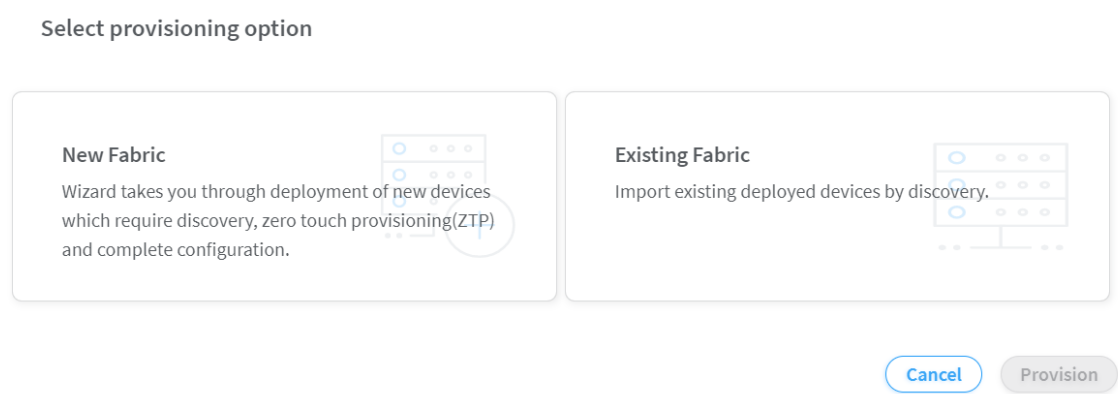 Select provisioning option
New Fabric
Wizard takes you through deployment of new devices
which require discovery, zero touch provisioning(ZTP)
and complete configuration.
Existing Fabric
Import existing deployed devices by discovery.
Cancel
Provision